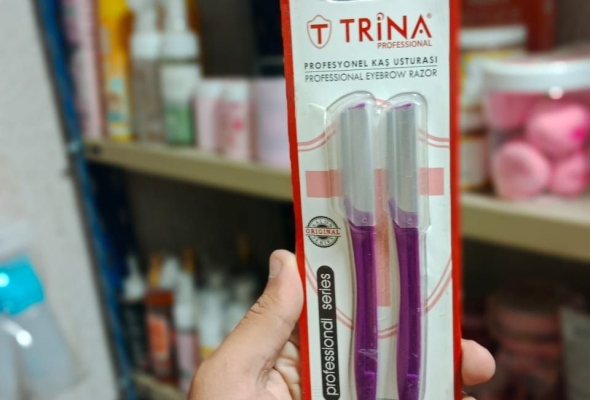 TRiNA®
PROFESSIONAL
PROFESYONEL KAŞ USTURASI
PROFESSIONAL EYEBROW RAZOR
ORIGINAL
professional series